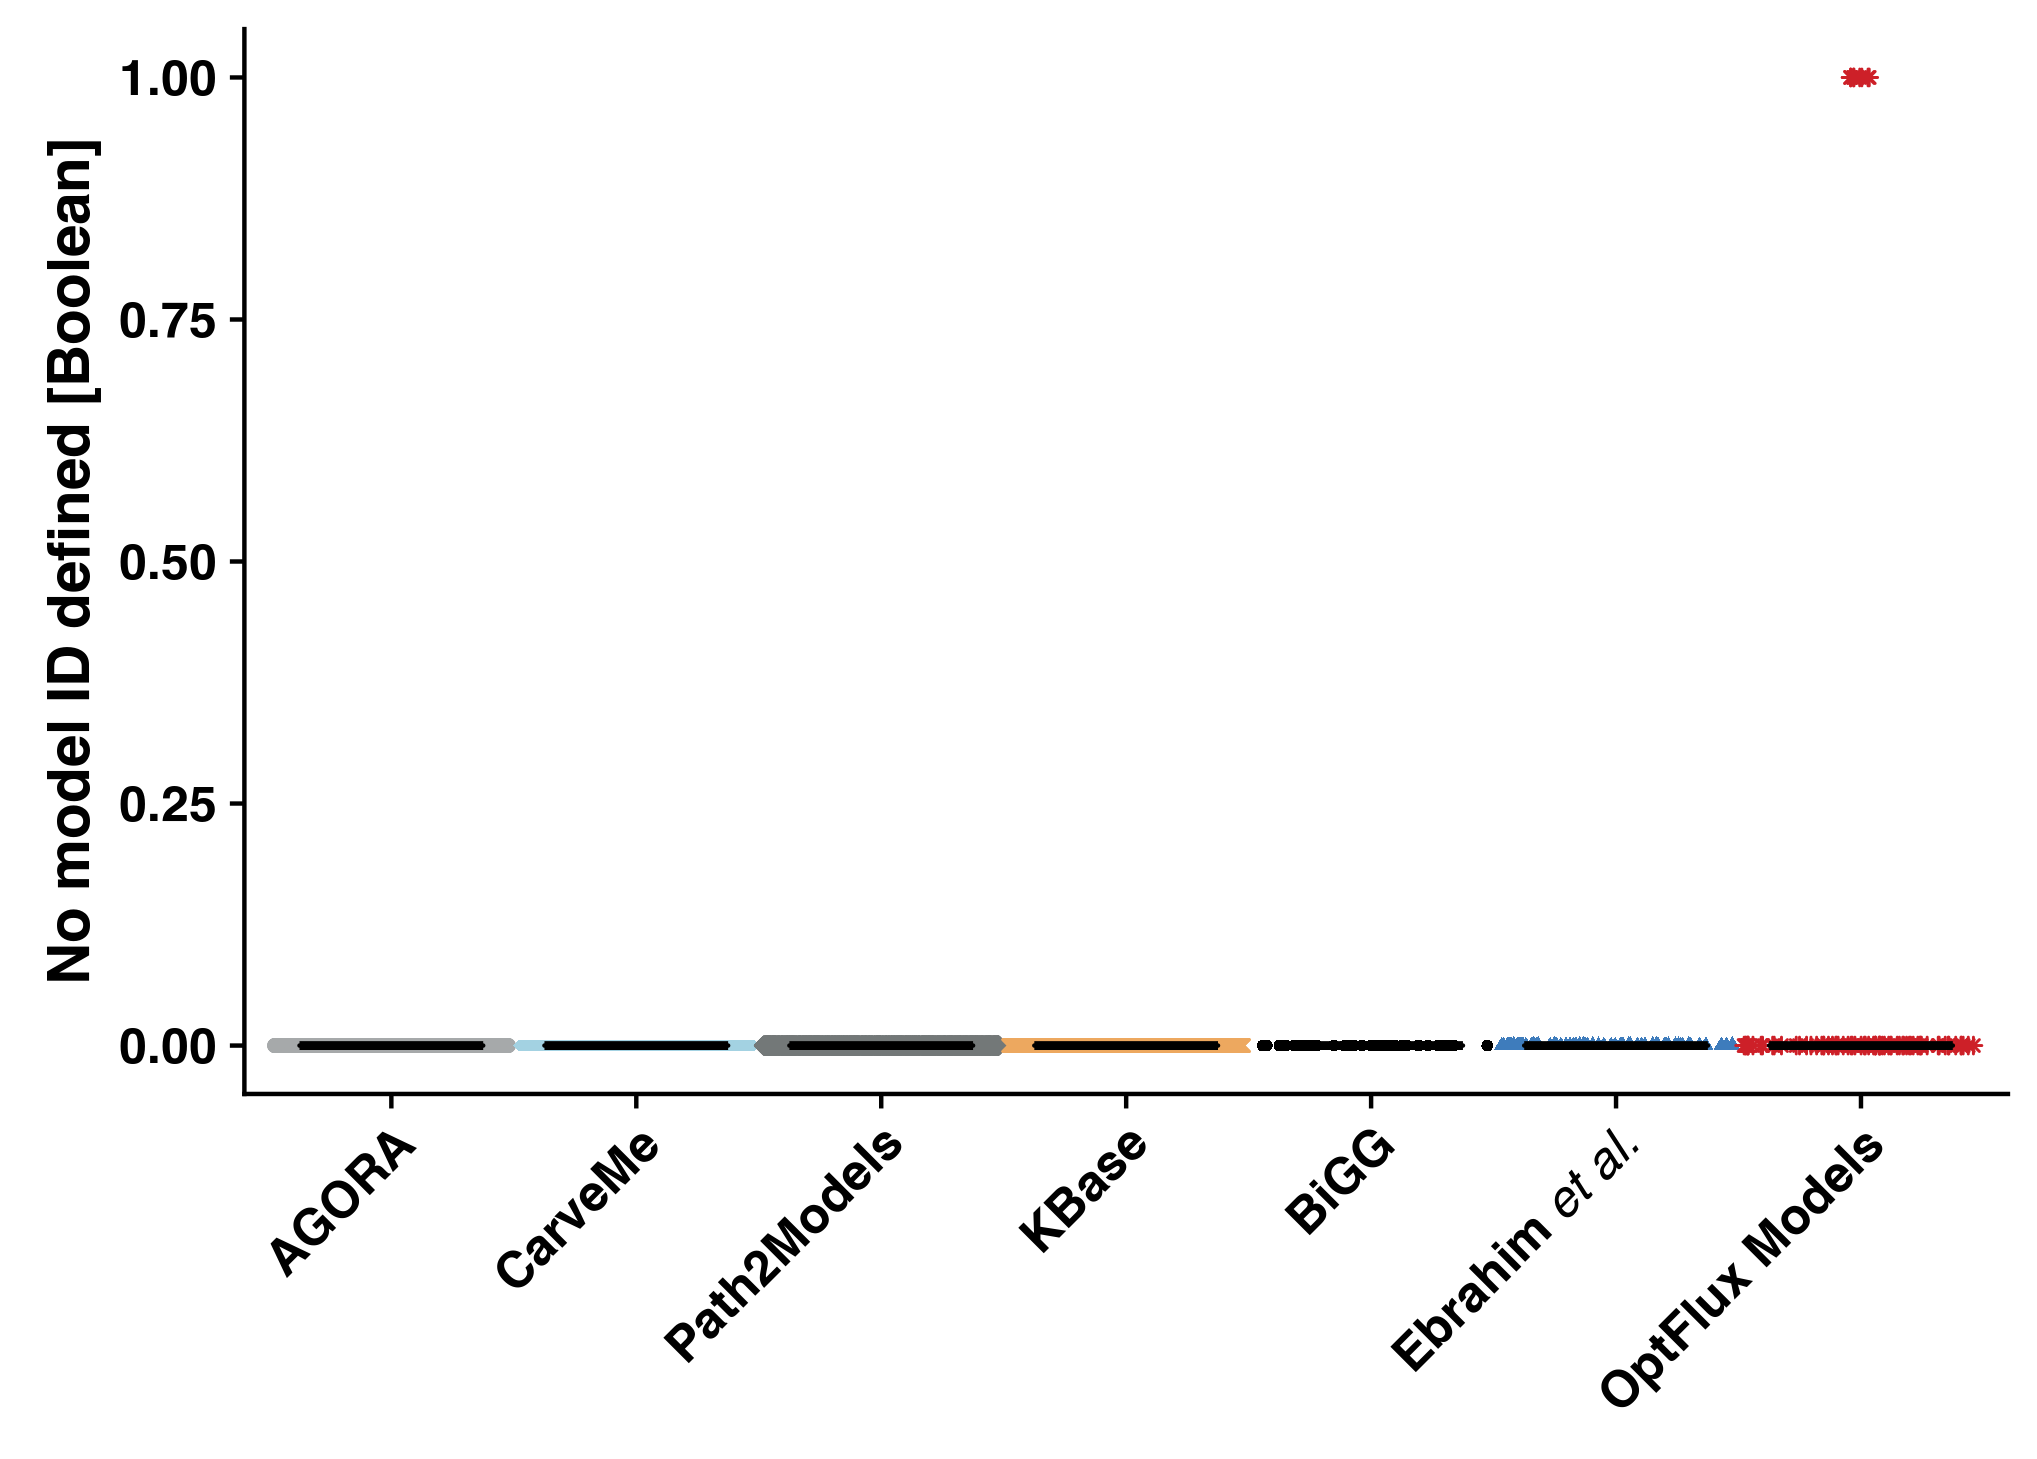 No model ID defined [Boolean]
1.00
0.75
0.50
0.25
0.00
AGORA
CarveMe
Path2Models
KBase
BiGG
Ebrahim et al.
OptFlux Models